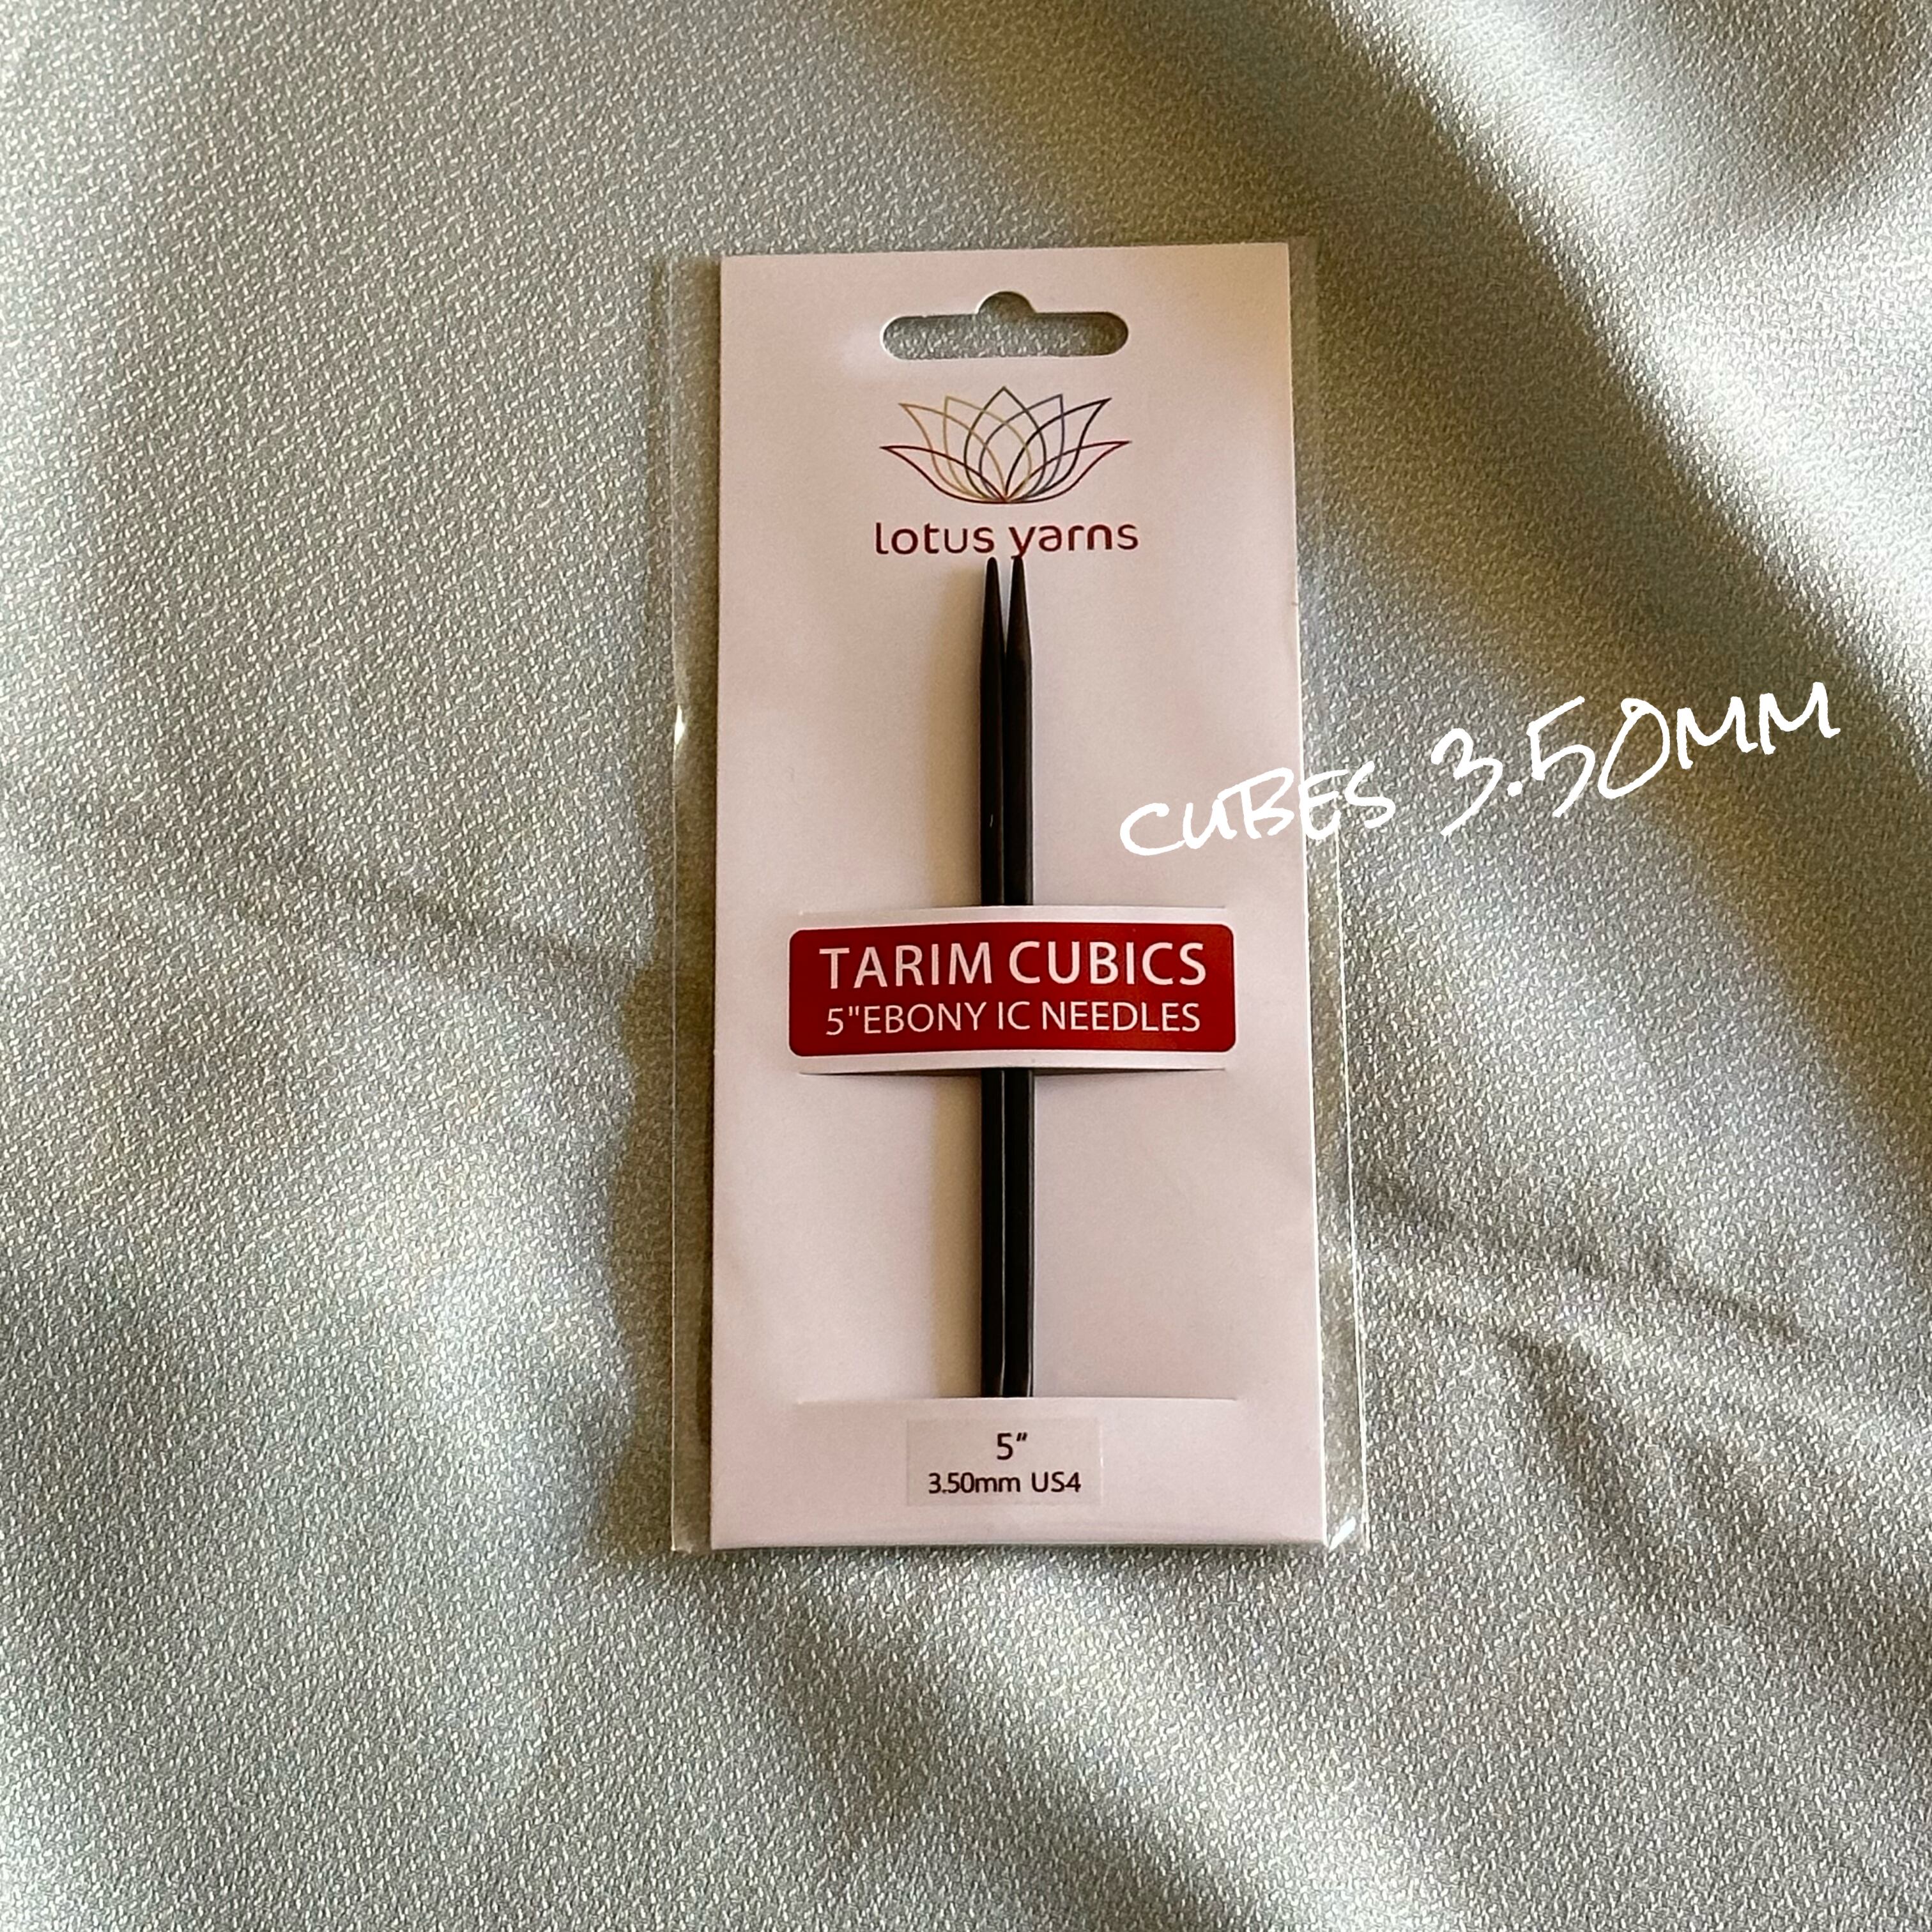 lotus yarns
CUBES 3.50MM
TARIM CUBICS
5"EBONY IC NEEDLES
5"
3.50mm US4